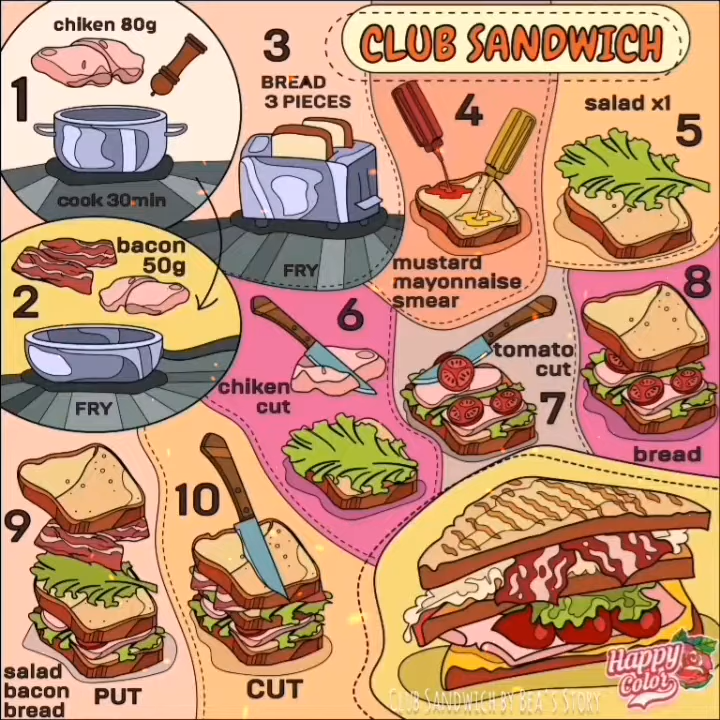 CLUB SANDWICH
1
chiken 80g
cook 30min
2
bacon
50g
FRY
3
BREAD
3 PIECES
FRY
4
mustard
mayonnaise
smear
5
salad x1
6
chiken
cut
7
tomato
cut
8
bread
9
salad
bacon
bread
PUT
10
CUT
Happy
Color
CLUB SANDWICH BY BEA'S STORY